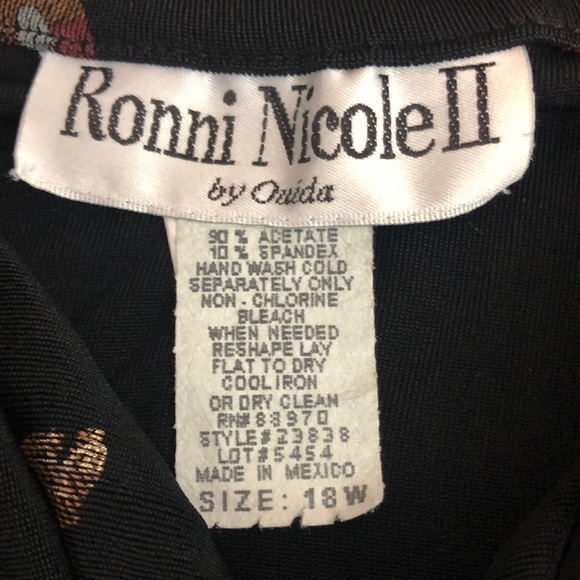 Ronni Nicole II
by Ouida
90 % ACETATE
10 % SPANDEX
HAND WASH COLD
SEPARATELY ONLY
NON - CHLORINE
BLEACH
WHEN NEEDED
RESHAPE LAY
FLAT TO DRY
COOL IRON
OR DRY CLEAN
RN# 88970
STYLE# 23838
LOT# 5454
MADE IN MEXICO
SIZE: 18W